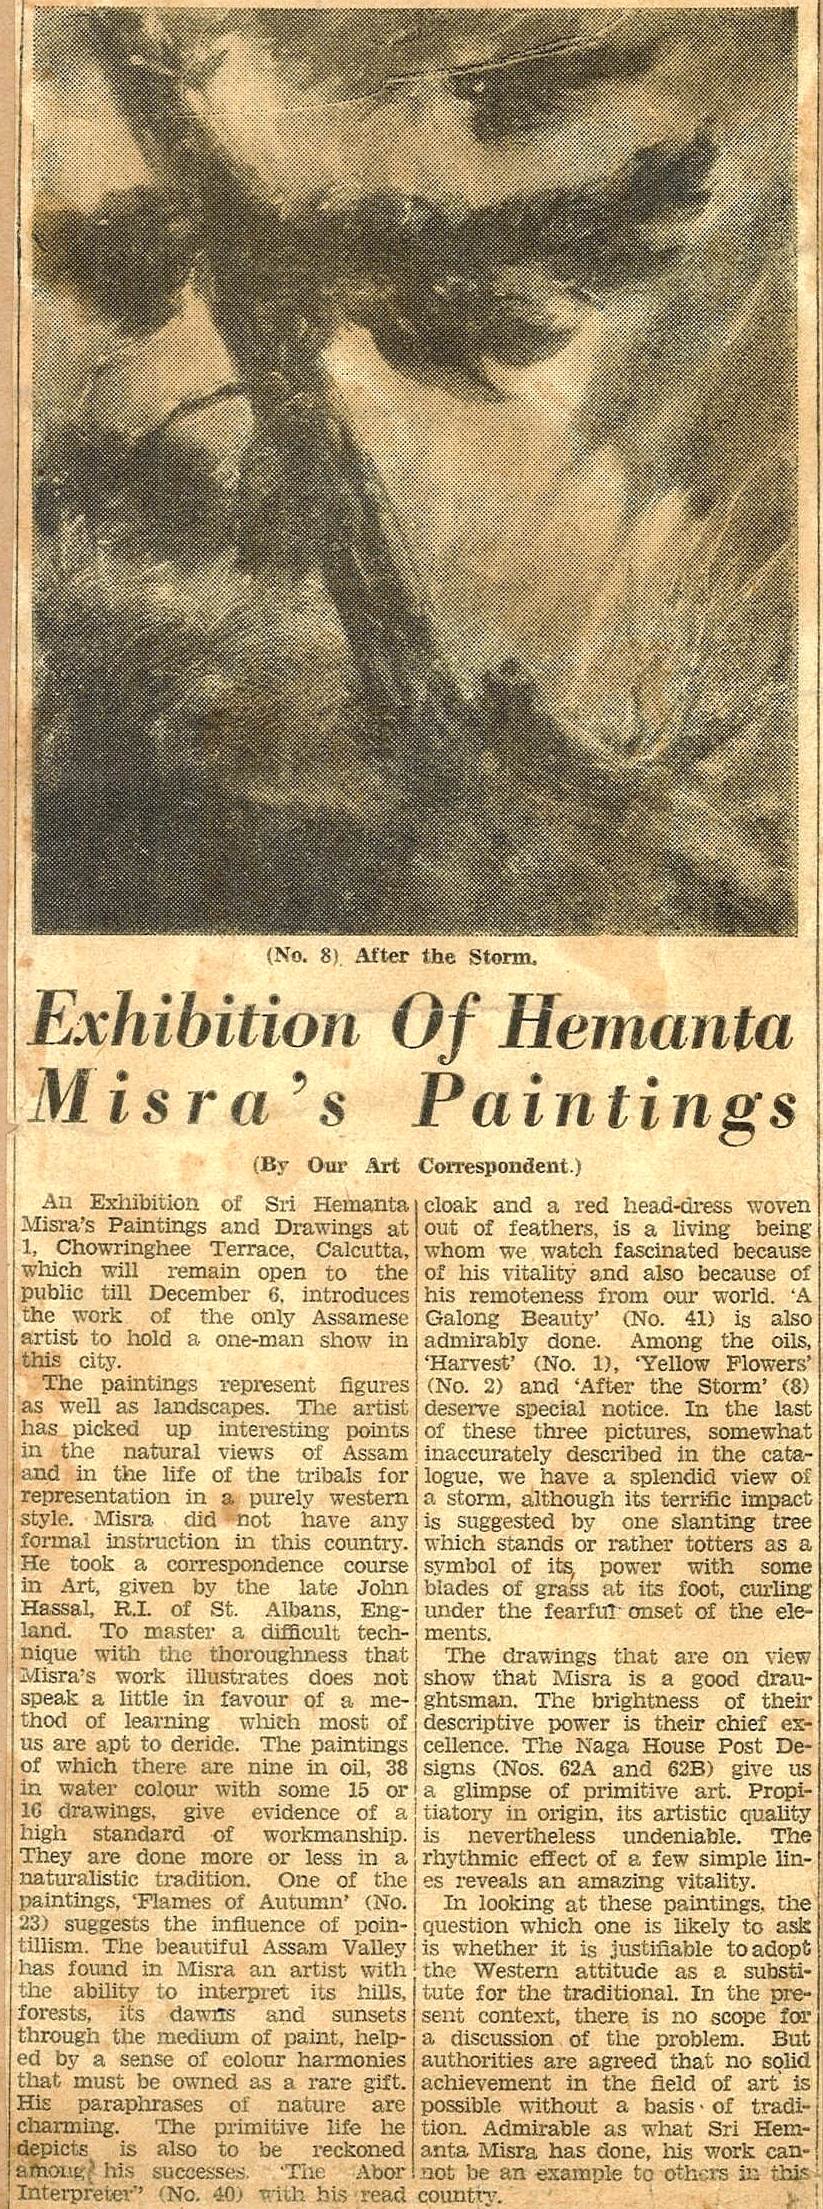 (No. 8) After the Storm.
Exhibition Of Hemanta
Misra's Paintings
(By Our Art Correspondent.)
An Exhibition of Sri Hemanta
Misra's Paintings and Drawings at
1, Chowringhee Terrace, Calcutta,
which will remain open to the
public till December 6, introduces
the work of the only Assamese
artist to hold a one-man show in
this city.
The paintings represent figures
as well as landscapes. The artist
has picked up interesting points
in the natural views of Assam
and in the life of the tribals for
representation in a purely western
style. Misra did not have any
formal instruction in this country.
He took a correspondence course
in Art, given by the late John
Hassal, R.I. of St. Albans, Eng-
land. To master a difficult tech-
nique with the thoroughness that
Misra's work illustrates does not
speak a little in favour of a me-
thod of learning which most of
us are apt to deride. The paintings
of which there are nine in oil, 38
in water colour with some 15 or
16 drawings, give evidence of a
high standard of workmanship.
They are done more or less in a
naturalistic tradition. One of the
paintings, 'Flames of Autumn' (No.
23) suggests the influence of poin-
tillism. The beautiful Assam Valley
has found in Misra an artist with
the ability to interpret its hills,
forests, its dawns and sunsets
through the medium of paint, help-
ed by a sense of colour harmonies
that must be owned as a rare gift.
His paraphrases of nature are
charming. The primitive life he
depicts is also to be reckoned
among his successes. 'The Abor
Interpreter" (No. 40) with his read
cloak and a red head-dress woven
out of feathers, is a living being
whom we watch fascinated because
of his vitality and also because of
his remoteness from our world. 'A
Galong Beauty' (No. 41) is also
admirably done. Among the oils,
'Harvest' (No. 1), 'Yellow Flowers'
(No. 2) and 'After the Storm' (8)
deserve special notice. In the last
of these three pictures, somewhat
inaccurately described in the cata-
logue, we have a splendid view of
a storm, although its terrific impact
is suggested by one slanting tree
which stands or rather totters as a
symbol of its power with some
blades of grass at its foot, curling
under the fearful onset of the ele-
ments.
The drawings that are on view
show that Misra is a good drau-
ghtsman. The brightness of their
descriptive power is their chief ex-
cellence. The Naga House Post De-
signs (Nos. 62A and 62B) give us
a glimpse of primitive art. Propi-
tiatory in origin, its artistic quality
is nevertheless undeniable. The
rhythmic effect of a few simple lin-
es reveals an amazing vitality.
In looking at these paintings, the
question which one is likely to ask
is whether it is justifiable to adopt
the Western attitude as a substi-
tute for the traditional. In the pre-
sent context, there is no scope for
a discussion of the problem. But
authorities are agreed that no solid
achievement in the field of art is
possible without a basis of tradi-
tion. Admirable as what Sri Hem-
anta Misra has done, his work can-
not be an example to others in this
country.